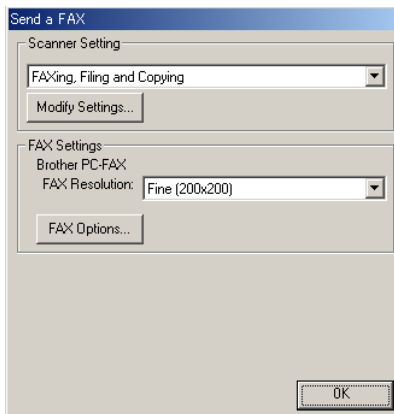 Send a FAX
Scanner Setting
FAXing, Filing and Copying
Modify Settings...
FAX Settings
Brother PC-FAX
FAX Resolution: Fine (200x200)
FAX Options...
OK